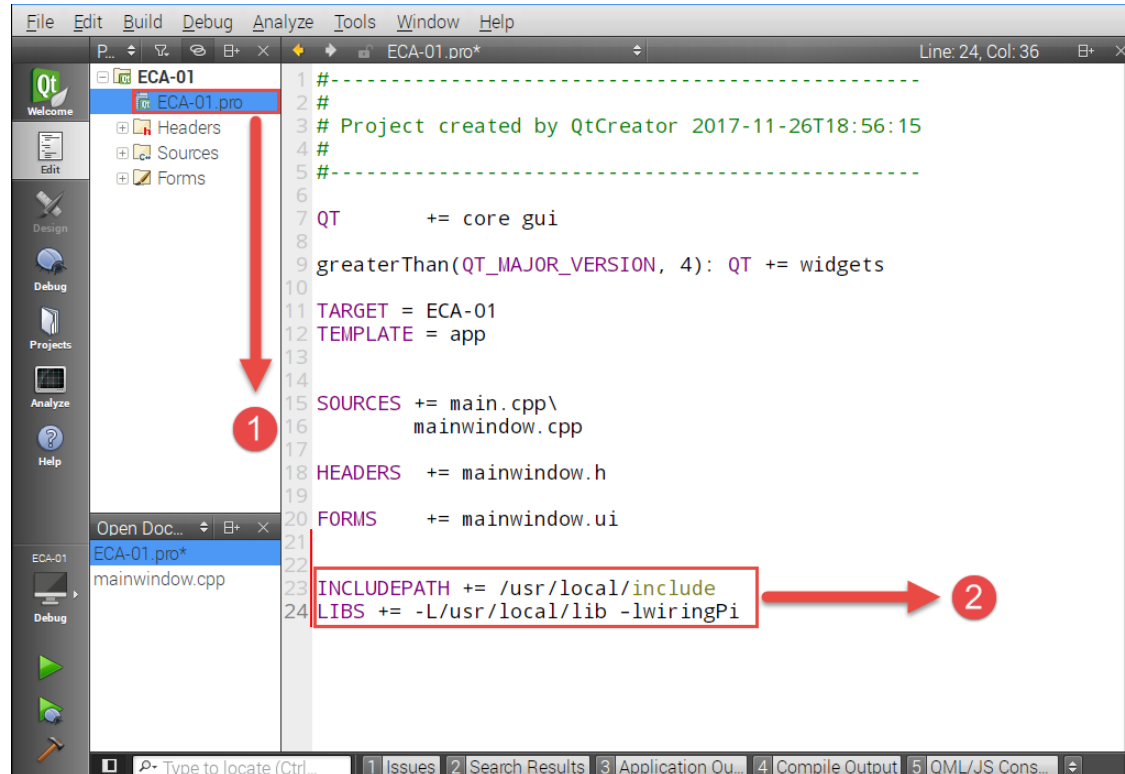 File Edit Build Debug Analyze Tools Window Help
P... ECA-01.pro* Line: 24, Col: 36
Qt
Welcome
Edit
Design
Debug
Projects
Analyze
Help
ECA-01
Debug
ECA-01
ECA-01.pro
Headers
Sources
Forms
1
Open Doc...
ECA-01.pro*
mainwindow.cpp
1 #-------------------------------------------------
2 #
3 # Project created by QtCreator 2017-11-26T18:56:15
4 #
5 #-------------------------------------------------
6
7 QT       += core gui
8
9 greaterThan(QT_MAJOR_VERSION, 4): QT += widgets
10
11 TARGET = ECA-01
12 TEMPLATE = app
13
14
15 SOURCES += main.cpp\
16         mainwindow.cpp
17
18 HEADERS  += mainwindow.h
19
20 FORMS    += mainwindow.ui
21
22
23 INCLUDEPATH += /usr/local/include
24 LIBS += -L/usr/local/lib -lwiringPi
2
Type to locate (Ctrl... 1 Issues 2 Search Results 3 Application Ou... 4 Compile Output 5 QML/JS Cons...